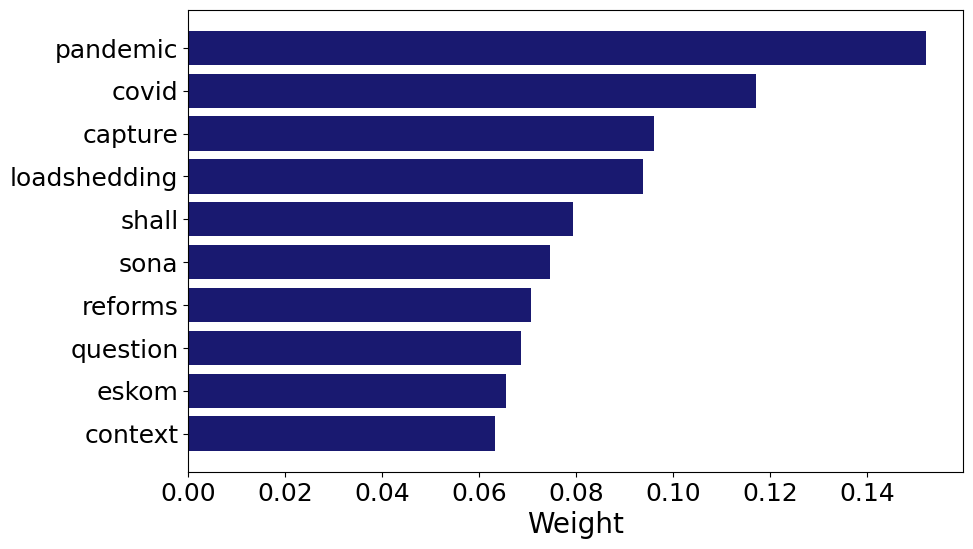 pandemic
covid
capture
loadshedding
shall
sona
reforms
question
eskom
context
0.00 0.02 0.04 0.06 0.08 0.10 0.12 0.14
Weight